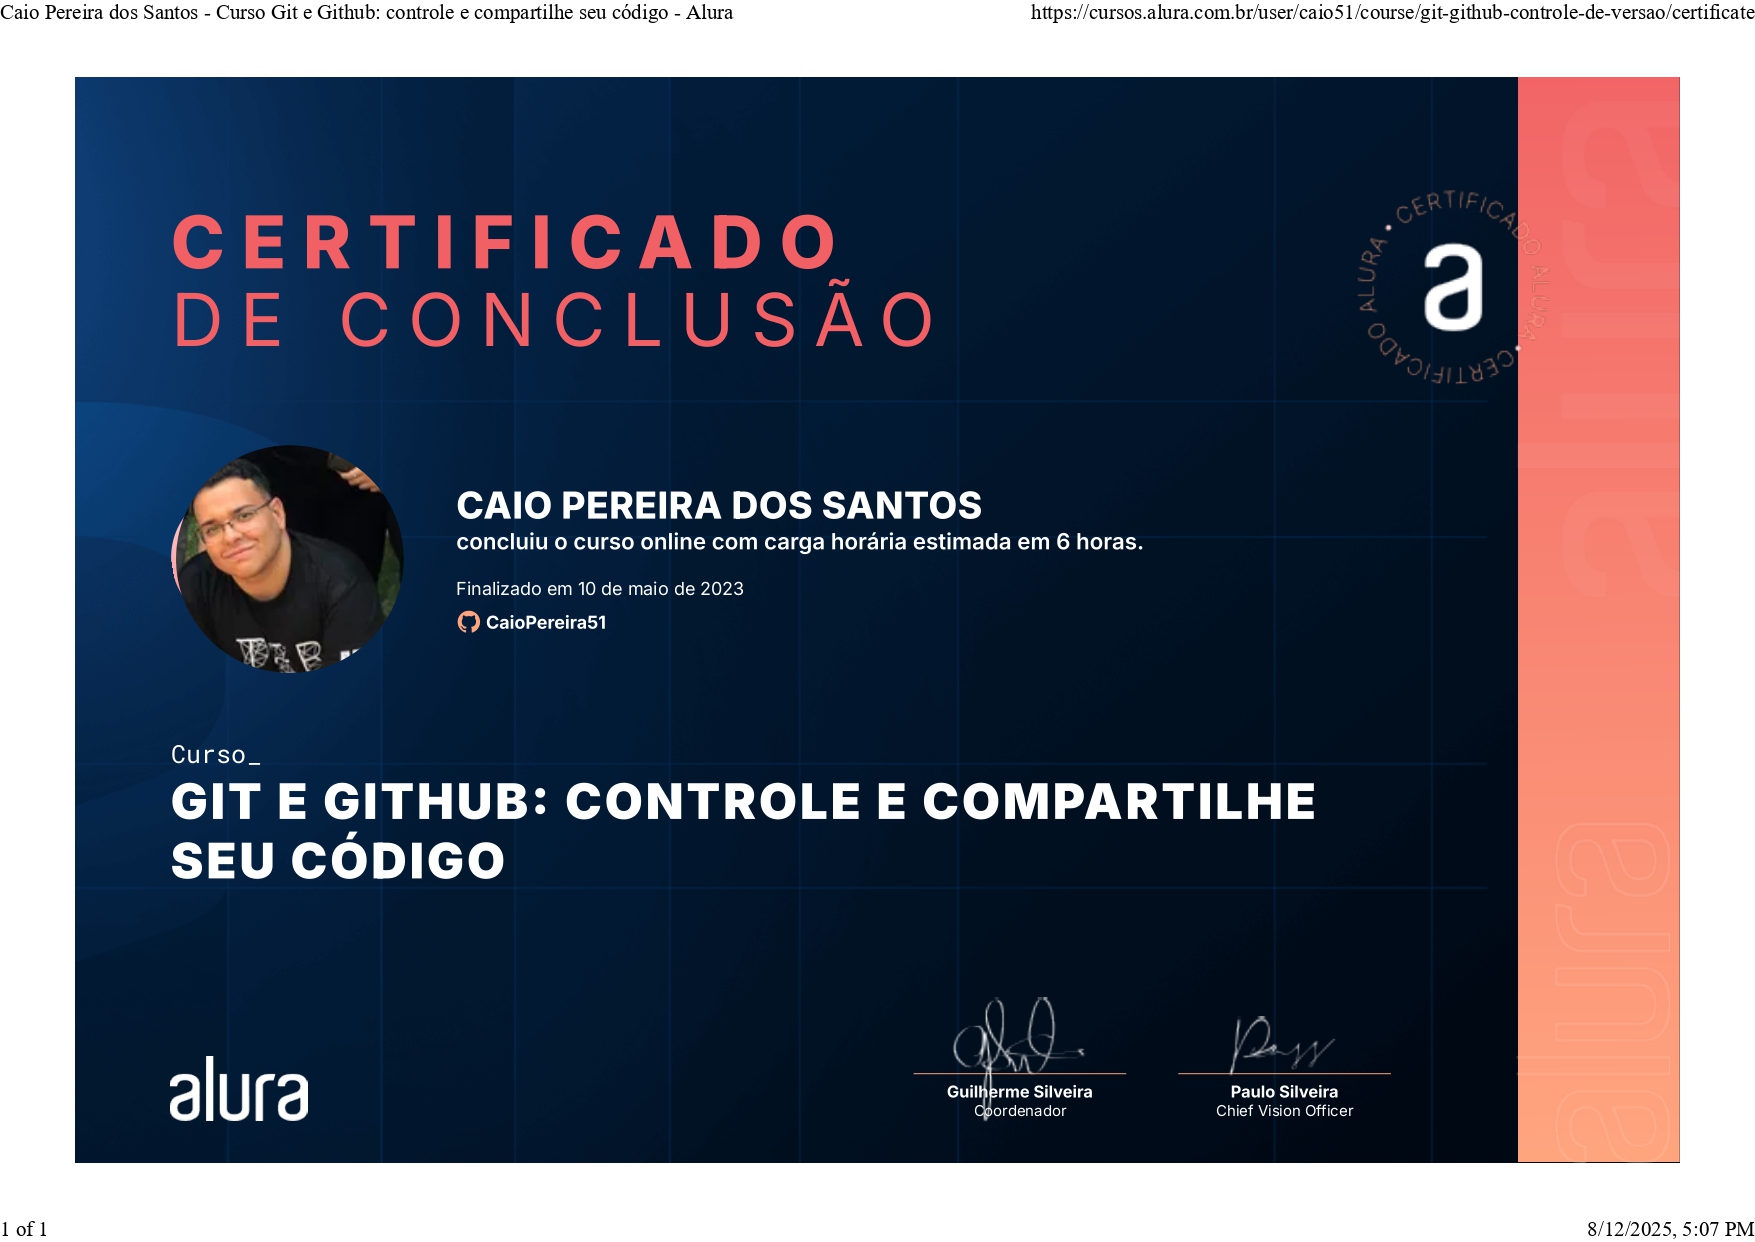 Caio Pereira dos Santos - Curso Git e Github: controle e compartilhe seu código - Alura
https://cursos.alura.com.br/user/caio51/course/git-github-controle-de-versao/certificate
CERTIFICADO
DE CONCLUSÃO
CERTIFICADO ALURA • CERTIFICADO ALURA •
a
CAIO PEREIRA DOS SANTOS
concluiu o curso online com carga horária estimada em 6 horas.
Finalizado em 10 de maio de 2023
CaioPereira51
Curso_
GIT E GITHUB: CONTROLE E COMPARTILHE
SEU CÓDIGO
alura
Guilherme Silveira
Coordenador
Paulo Silveira
Chief Vision Officer
alura
alura
1 of 1
8/12/2025, 5:07 PM